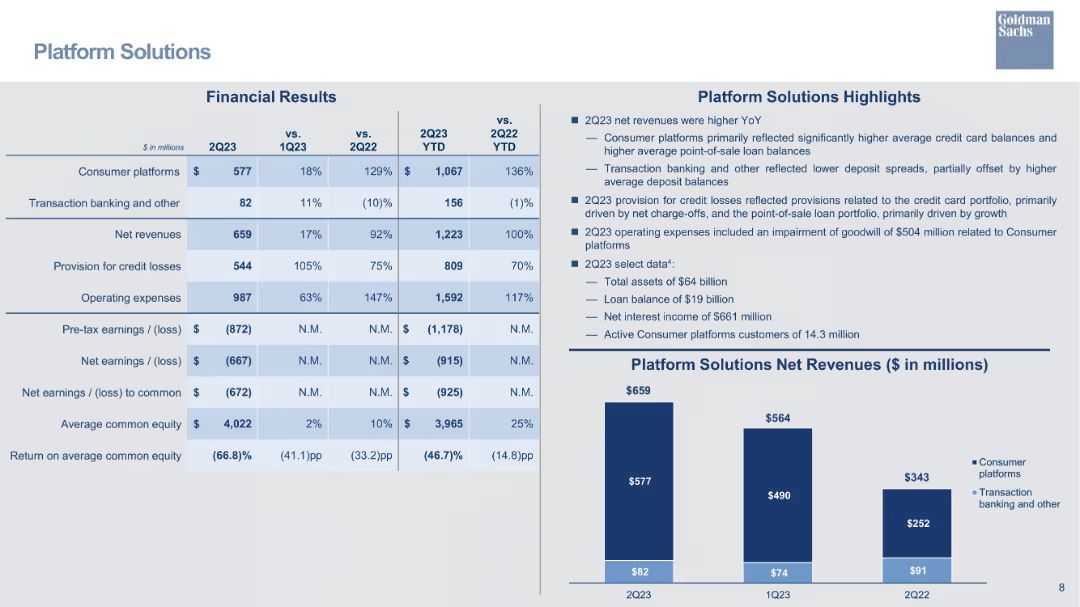 Goldman
Sachs
Platform Solutions
Financial Results
$ in millions 2Q23 vs. 1Q23 vs. 2Q22 2Q23 YTD vs. 2Q22 YTD
Consumer platforms $ 577 18% 129% $ 1,067 136%
Transaction banking and other 82 11% (10)% 156 (1)%
Net revenues 659 17% 92% 1,223 100%
Provision for credit losses 544 105% 75% 809 70%
Operating expenses 987 63% 147% 1,592 117%
Pre-tax earnings / (loss) $ (872) N.M. N.M. $ (1,178) N.M.
Net earnings / (loss) $ (667) N.M. N.M. $ (915) N.M.
Net earnings / (loss) to common $ (672) N.M. N.M. $ (925) N.M.
Average common equity $ 4,022 2% 10% $ 3,965 25%
Return on average common equity (66.8)% (41.1)pp (33.2)pp (46.7)% (14.8)pp
Platform Solutions Highlights
■ 2Q23 net revenues were higher YoY
— Consumer platforms primarily reflected significantly higher average credit card balances and
higher average point-of-sale loan balances
— Transaction banking and other reflected lower deposit spreads, partially offset by higher
average deposit balances
■ 2Q23 provision for credit losses reflected provisions related to the credit card portfolio, primarily
driven by net charge-offs, and the point-of-sale loan portfolio, primarily driven by growth
■ 2Q23 operating expenses included an impairment of goodwill of $504 million related to Consumer
platforms
■ 2Q23 select data⁴:
— Total assets of $64 billion
— Loan balance of $19 billion
— Net interest income of $661 million
— Active Consumer platforms customers of 14.3 million
Platform Solutions Net Revenues ($ in millions)
$659
$564
$343
$577
$490
$252
$82
$74
$91
2Q23
1Q23
2Q22
Consumer
platforms
Transaction
banking and other
8